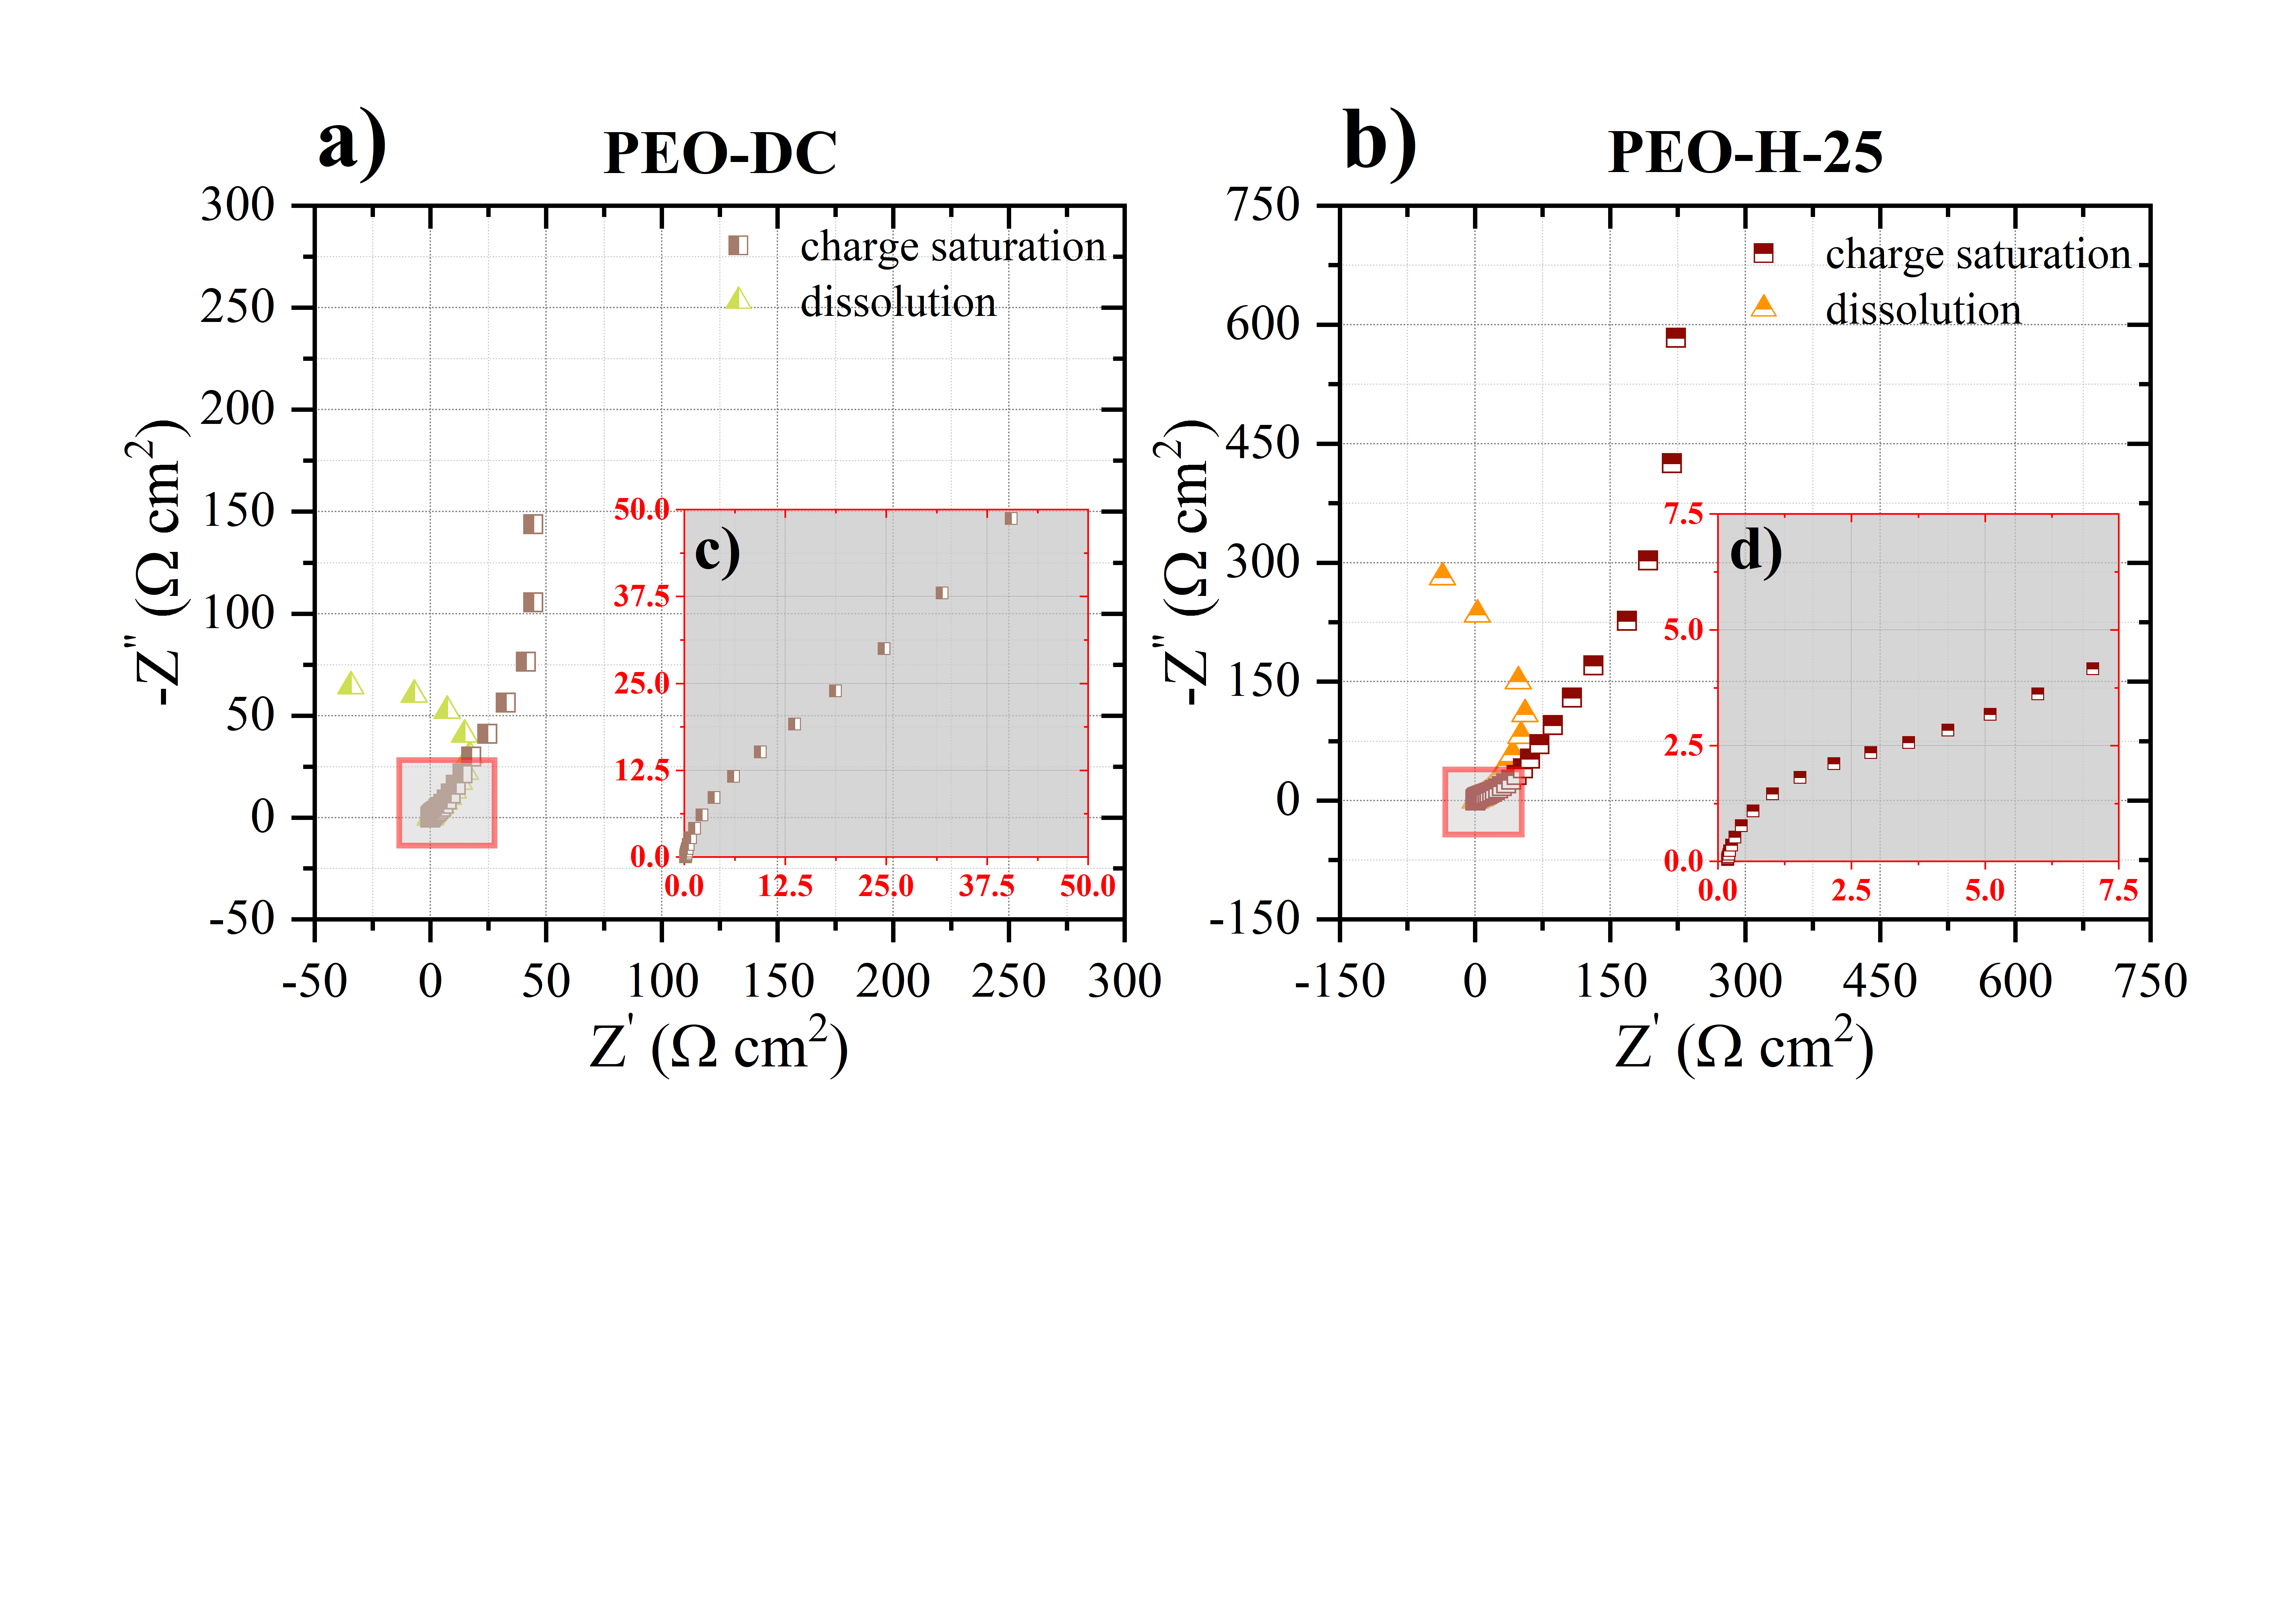 a) PEO-DC
charge saturation
dissolution
300
250
200
150
100
50
0
-50
-50 0 50 100 150 200 250 300
-Z" (Ω cm²)
Z' (Ω cm²)
c)
50.0
37.5
25.0
12.5
0.0
0.0 12.5 25.0 37.5 50.0
b) PEO-H-25
charge saturation
dissolution
750
600
450
300
150
0
-150
-150 0 150 300 450 600 750
-Z" (Ω cm²)
Z' (Ω cm²)
d)
7.5
5.0
2.5
0.0
0.0 2.5 5.0 7.5